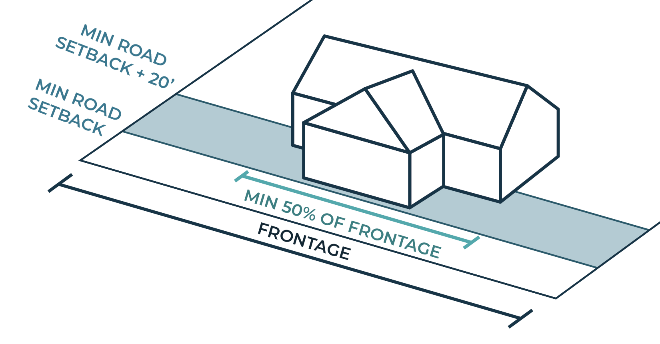 MIN ROAD
SETBACK + 20'
MIN ROAD
SETBACK
MIN 50% OF FRONTAGE
FRONTAGE